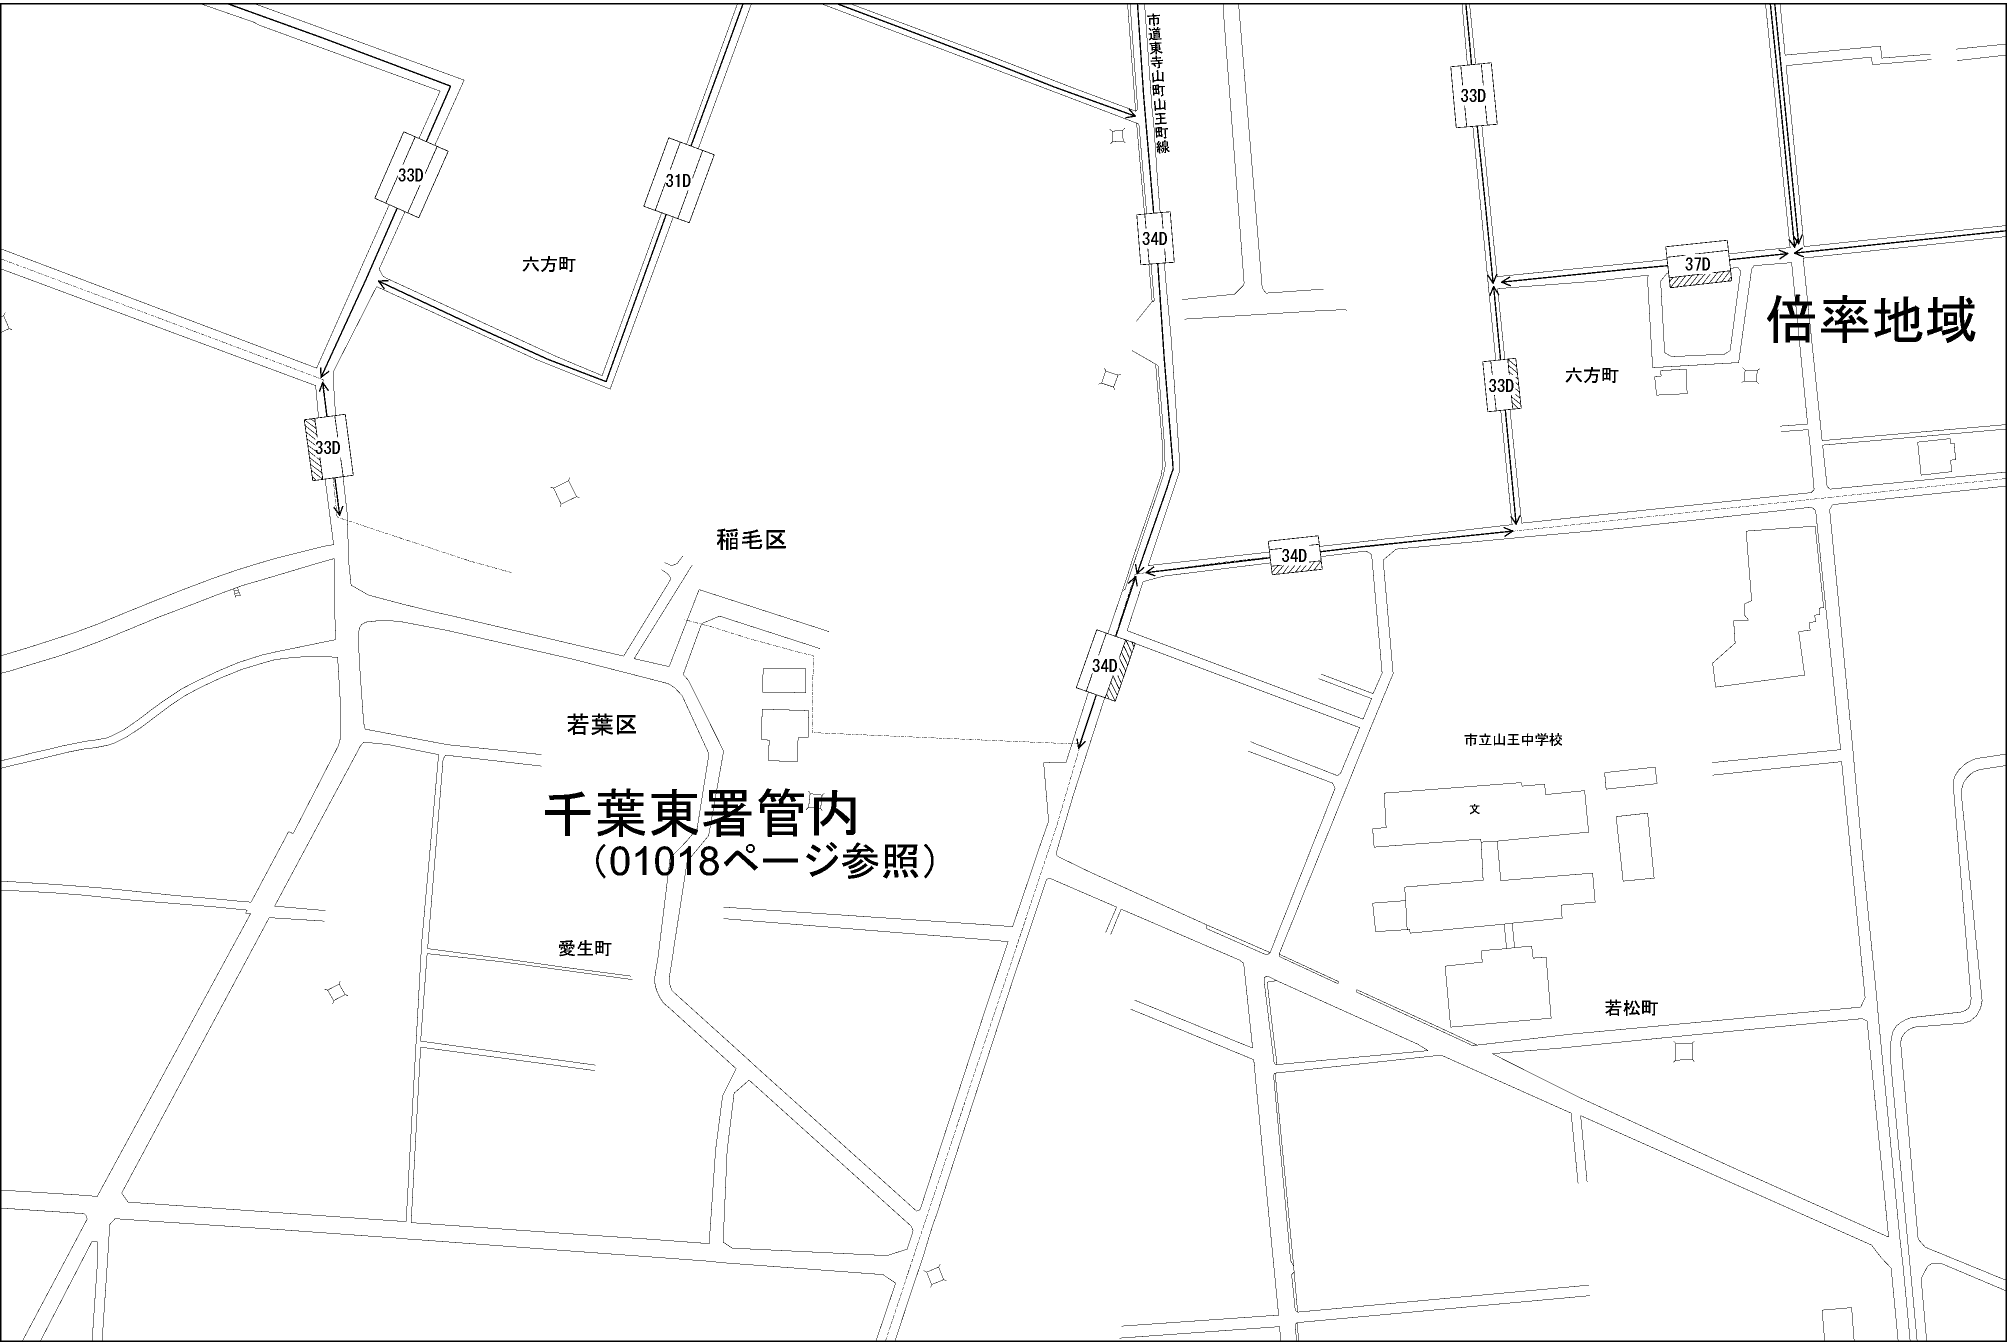 市道東寺山町山王町線
33D
33D
31D
34D
六方町
37D
倍率地域
六方町
33D
33D
稲毛区
34D
34D
若葉区
市立山王中学校
文
千葉東署管内
（01018ページ参照）
愛生町
若松町